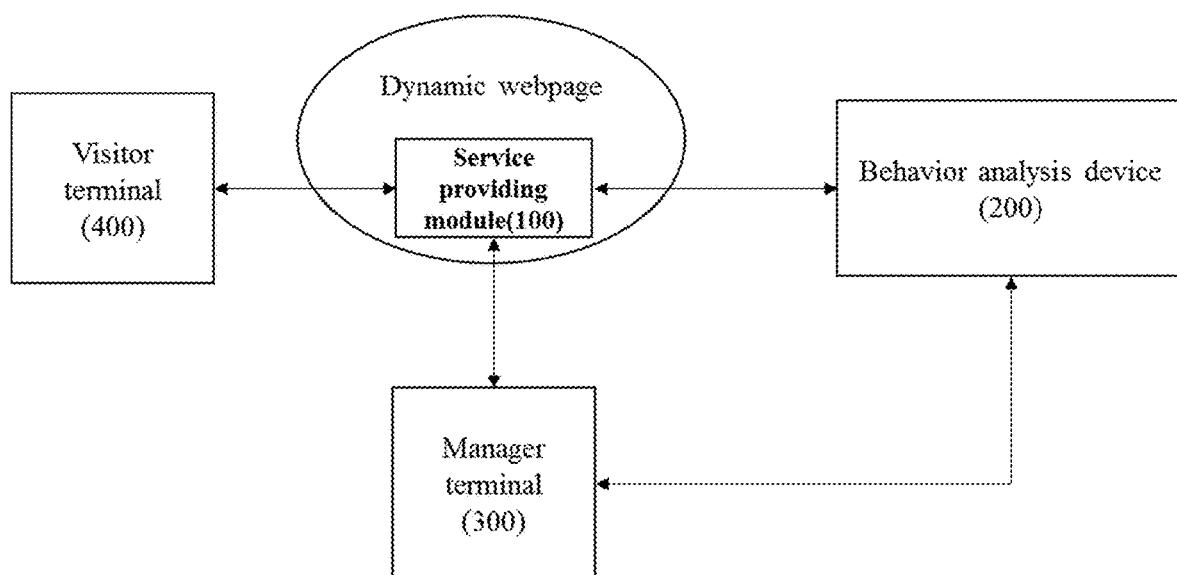 Dynamic webpage
Visitor
terminal
(400)
Service
providing
module(100)
Behavior analysis device
(200)
Manager
terminal
(300)